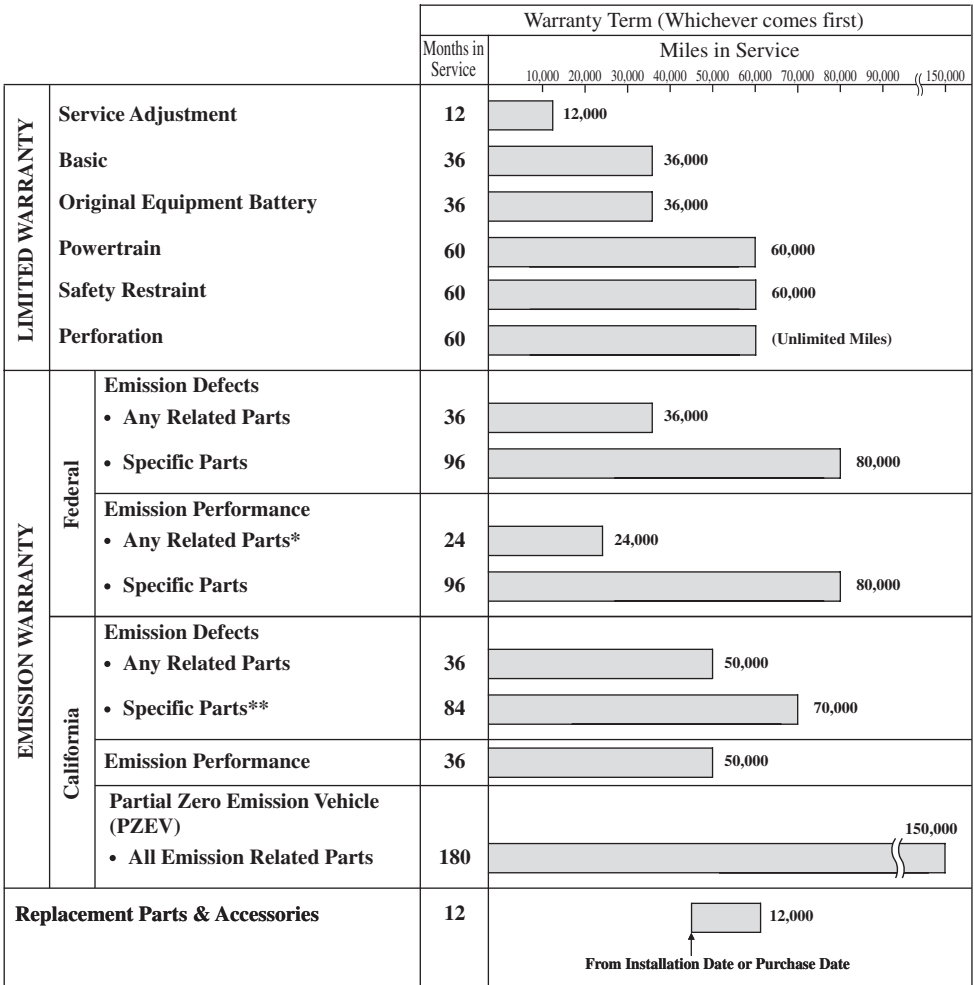 Warranty Term (Whichever comes first)
Months in
Service
Miles in Service
10,000 20,000 30,000 40,000 50,000 60,000 70,000 80,000 90,000 150,000
LIMITED WARRANTY
Service Adjustment 12 12,000
Basic 36 36,000
Original Equipment Battery 36 36,000
Powertrain 60 60,000
Safety Restraint 60 60,000
Perforation 60 (Unlimited Miles)
EMISSION WARRANTY
Federal
Emission Defects
• Any Related Parts 36 36,000
• Specific Parts 96 80,000
Emission Performance
• Any Related Parts* 24 24,000
• Specific Parts 96 80,000
California
Emission Defects
• Any Related Parts 36 50,000
• Specific Parts** 84 70,000
Emission Performance 36 50,000
Partial Zero Emission Vehicle
(PZEV)
• All Emission Related Parts 180 150,000
Replacement Parts & Accessories 12 12,000
From Installation Date or Purchase Date